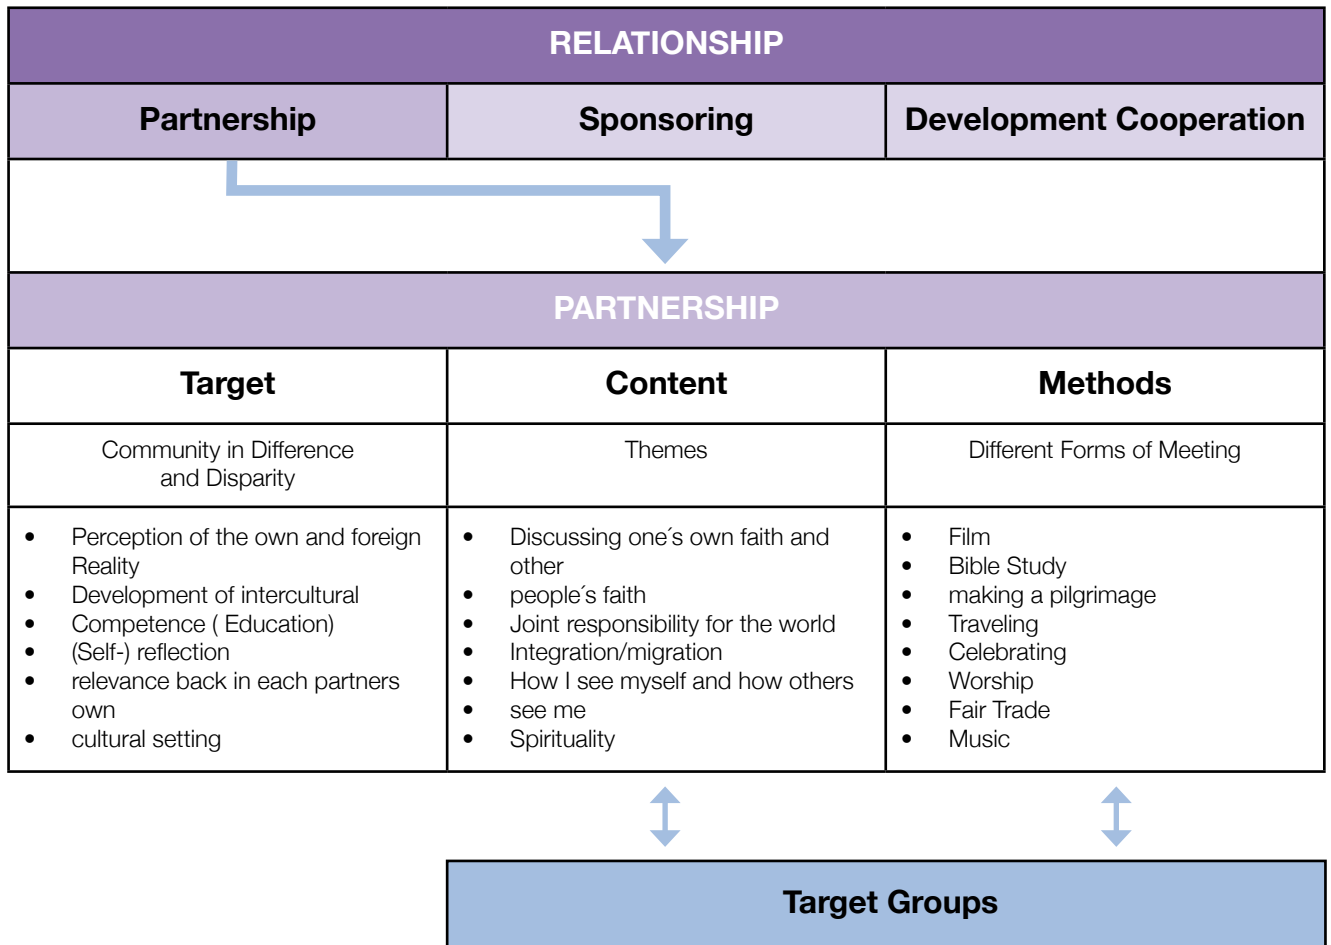 RELATIONSHIP
Partnership
Sponsoring
Development Cooperation
PARTNERSHIP
Target
Content
Methods
Community in Difference
and Disparity
Themes
Different Forms of Meeting
• Perception of the own and foreign
Reality
• Development of intercultural
• Competence ( Education)
• (Self-) reflection
• relevance back in each partners
own
• cultural setting
• Discussing one´s own faith and
other
• people´s faith
• Joint responsibility for the world
• Integration/migration
• How I see myself and how others
• see me
• Spirituality
• Film
• Bible Study
• making a pilgrimage
• Traveling
• Celebrating
• Worship
• Fair Trade
• Music
Target Groups